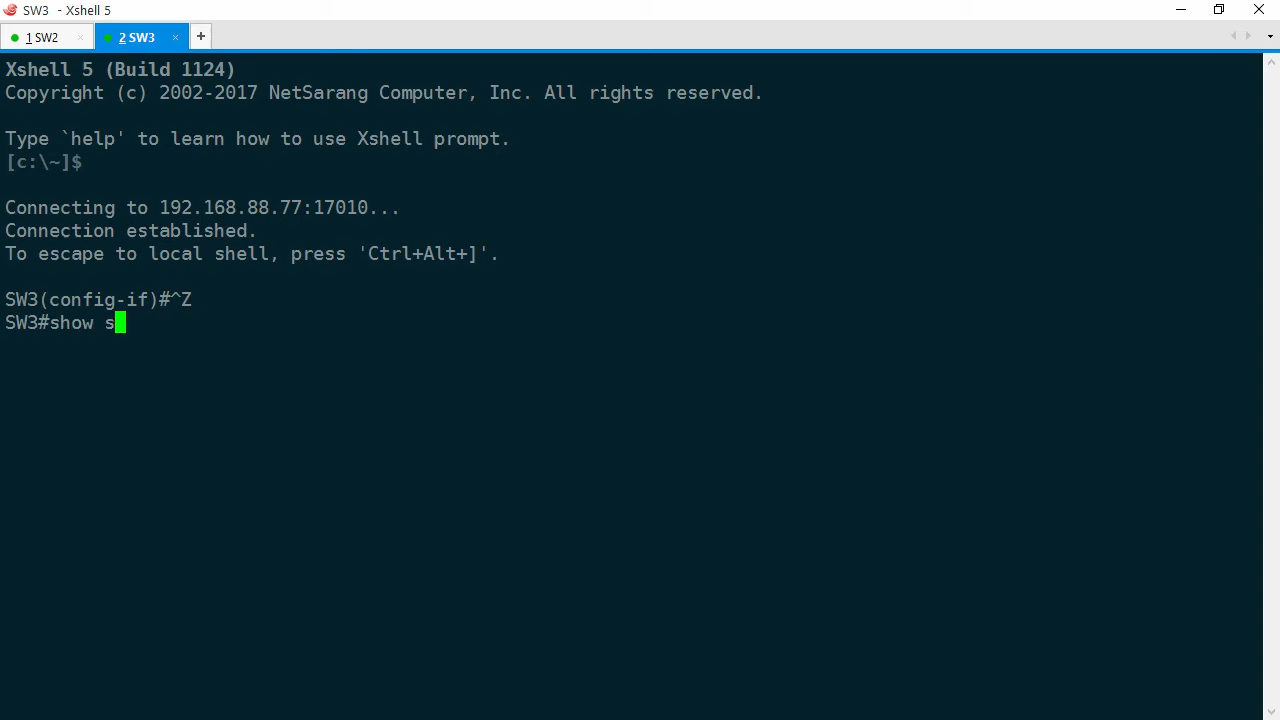 SW3 - Xshell 5
1 SW2 × 2 SW3 × +
Xshell 5 (Build 1124)
Copyright (c) 2002-2017 NetSarang Computer, Inc. All rights reserved.
Type `help' to learn how to use Xshell prompt.
[c:\~]$
Connecting to 192.168.88.77:17010...
Connection established.
To escape to local shell, press 'Ctrl+Alt+]'.
SW3(config-if)#^Z
SW3#show s